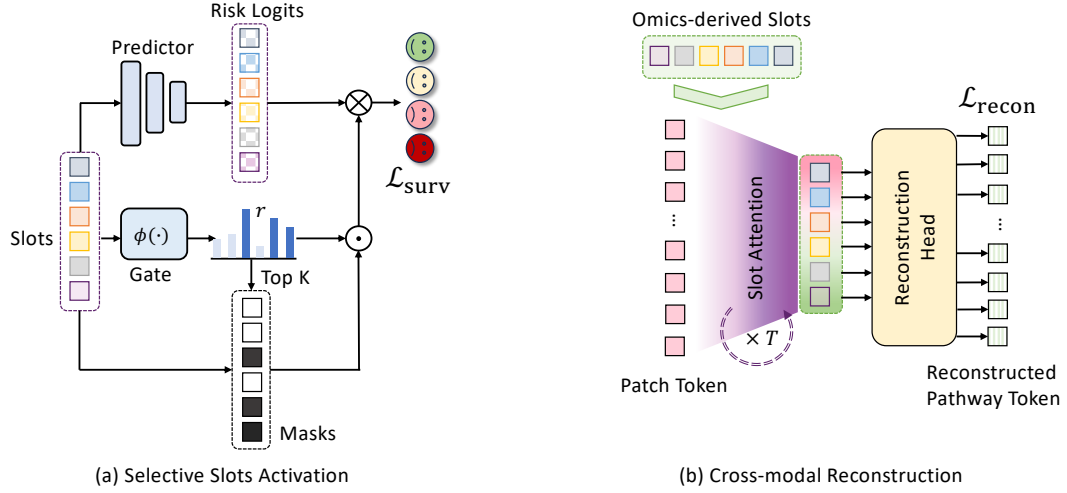 Risk Logits
Predictor
ℒsurv
Slots
ϕ(·)
r
Gate
Top K
Masks
(a) Selective Slots Activation
Omics-derived Slots
ℒrecon
...
...
Slot Attention
Reconstruction
Head
× T
Patch Token
Reconstructed
Pathway Token
(b) Cross-modal Reconstruction